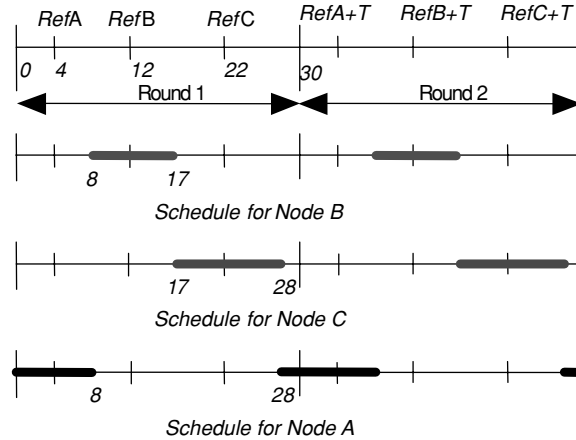 RefA RefB RefC RefA+T RefB+T RefC+T
0 4 12 22 30
Round 1 Round 2
8 17
Schedule for Node B
17 28
Schedule for Node C
8 28
Schedule for Node A